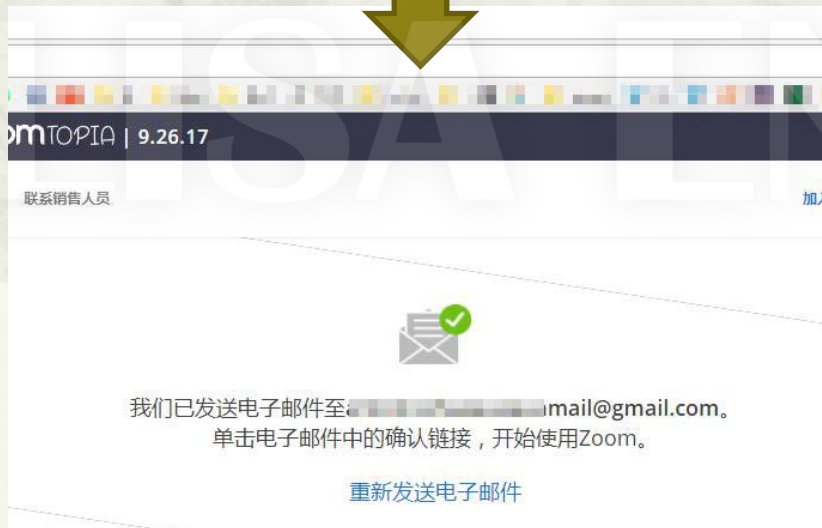 LISA
TOPIA | 9.26.17
联系销售人员
我们已发送电子邮件至 mail@gmail.com。
单击电子邮件中的确认链接，开始使用Zoom。
重新发送电子邮件